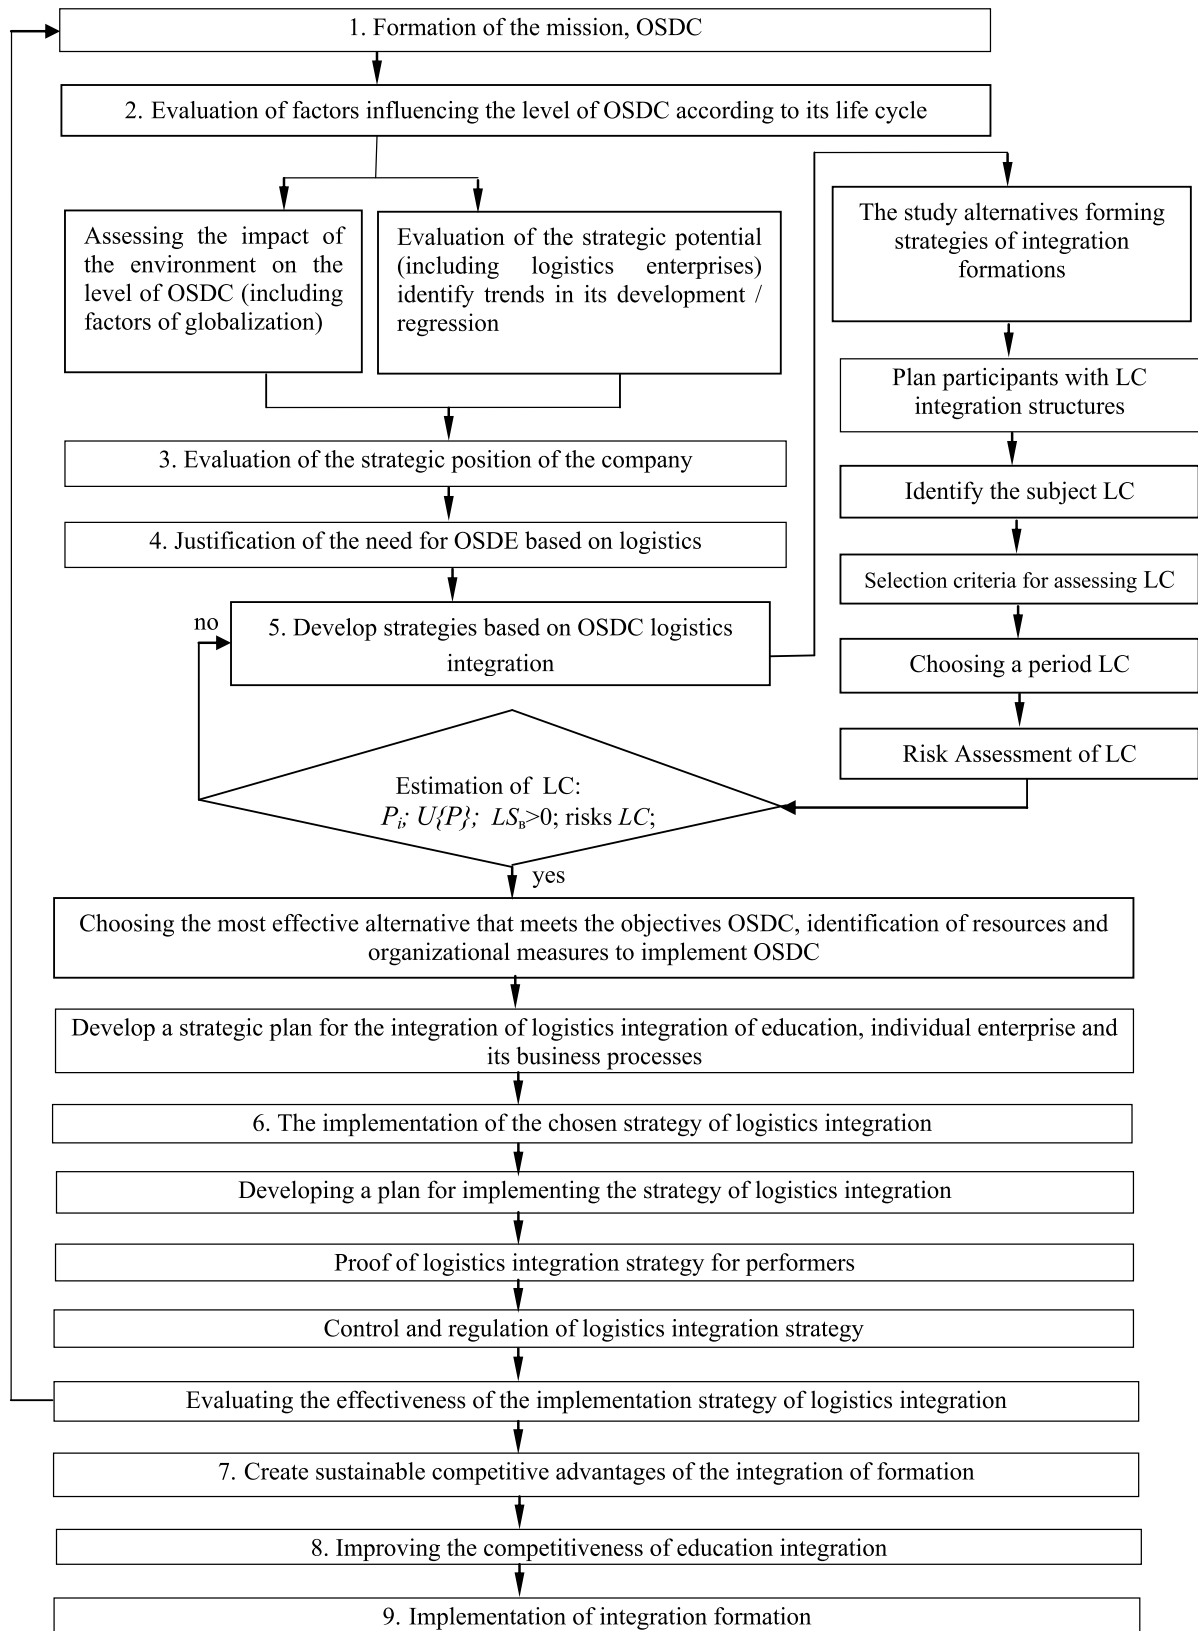 1. Formation of the mission, OSDC
2. Evaluation of factors influencing the level of OSDC according to its life cycle
Assessing the impact of
the environment on the
level of OSDC (including
factors of globalization)
Evaluation of the strategic potential
(including logistics enterprises)
identify trends in its development /
regression
3. Evaluation of the strategic position of the company
4. Justification of the need for OSDE based on logistics
no
5. Develop strategies based on OSDC logistics
integration
The study alternatives forming
strategies of integration
formations
Plan participants with LC
integration structures
Identify the subject LC
Selection criteria for assessing LC
Choosing a period LC
Risk Assessment of LC
Estimation of LC:
Pi; U{P}; LSв>0; risks LC;
yes
Choosing the most effective alternative that meets the objectives OSDC, identification of resources and
organizational measures to implement OSDC
Develop a strategic plan for the integration of logistics integration of education, individual enterprise and
its business processes
6. The implementation of the chosen strategy of logistics integration
Developing a plan for implementing the strategy of logistics integration
Proof of logistics integration strategy for performers
Control and regulation of logistics integration strategy
Evaluating the effectiveness of the implementation strategy of logistics integration
7. Create sustainable competitive advantages of the integration of formation
8. Improving the competitiveness of education integration
9. Implementation of integration formation